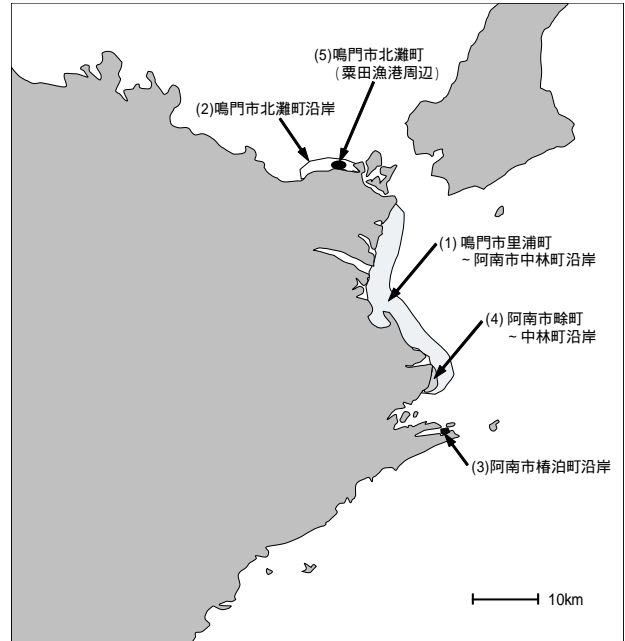 (5)鳴門市北灘町
(粟田漁港周辺)
(2)鳴門市北灘町沿岸
(1) 鳴門市里浦町
~阿南市中林町沿岸
(4) 阿南市畭町
~中林町沿岸
(3)阿南市椿泊町沿岸
10km